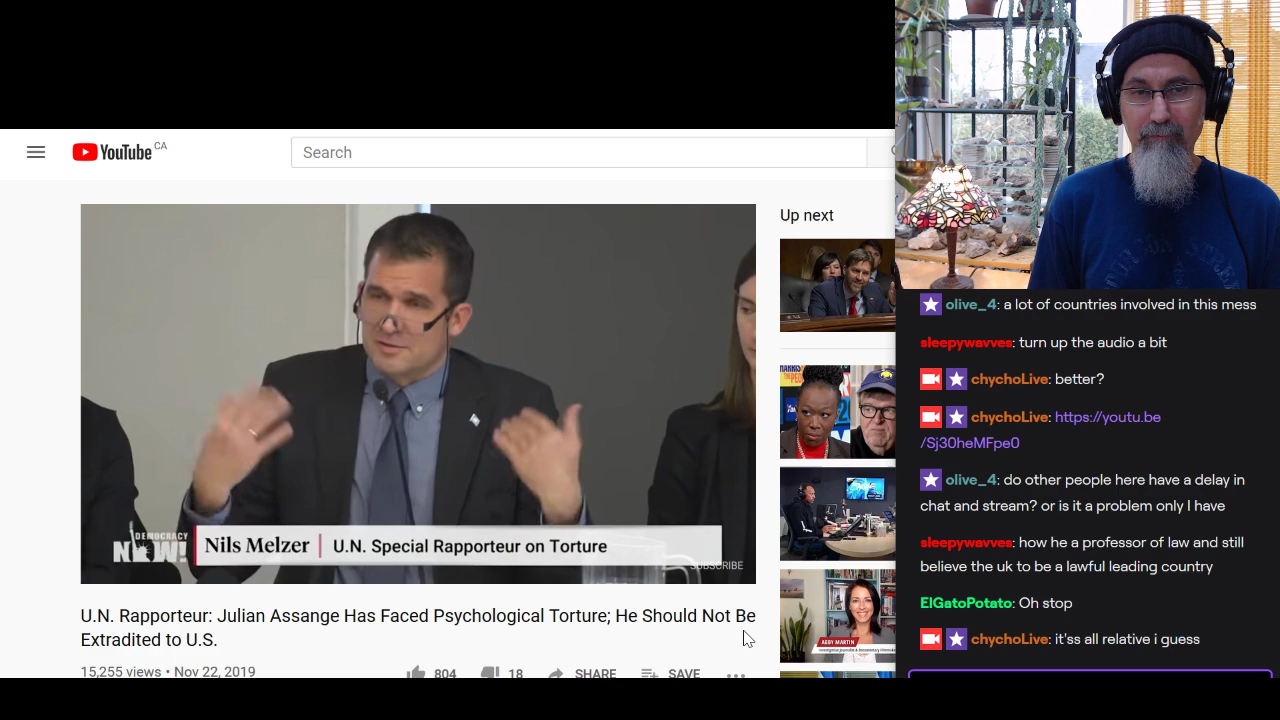 YouTube CA
Search
Up next
DEMOCRACY
NOW!
Nils Melzer | U.N. Special Rapporteur on Torture
SUBSCRIBE
ABBY MARTIN
U.N. Rapporteur: Julian Assange Has Faced Psychological Torture; He Should Not Be
Extradited to U.S.
15,255 views • Nov 22, 2019
804
18
SHARE
SAVE
olive_4: a lot of countries involved in this mess
sleepywavves: turn up the audio a bit
chychoLive: better?
chychoLive: https://youtu.be
/Sj30heMFpe0
olive_4: do other people here have a delay in
chat and stream? or is it a problem only I have
sleepywavves: how he a professor of law and still
believe the uk to be a lawful leading country
ElGatoPotato: Oh stop
chychoLive: it'ss all relative i guess